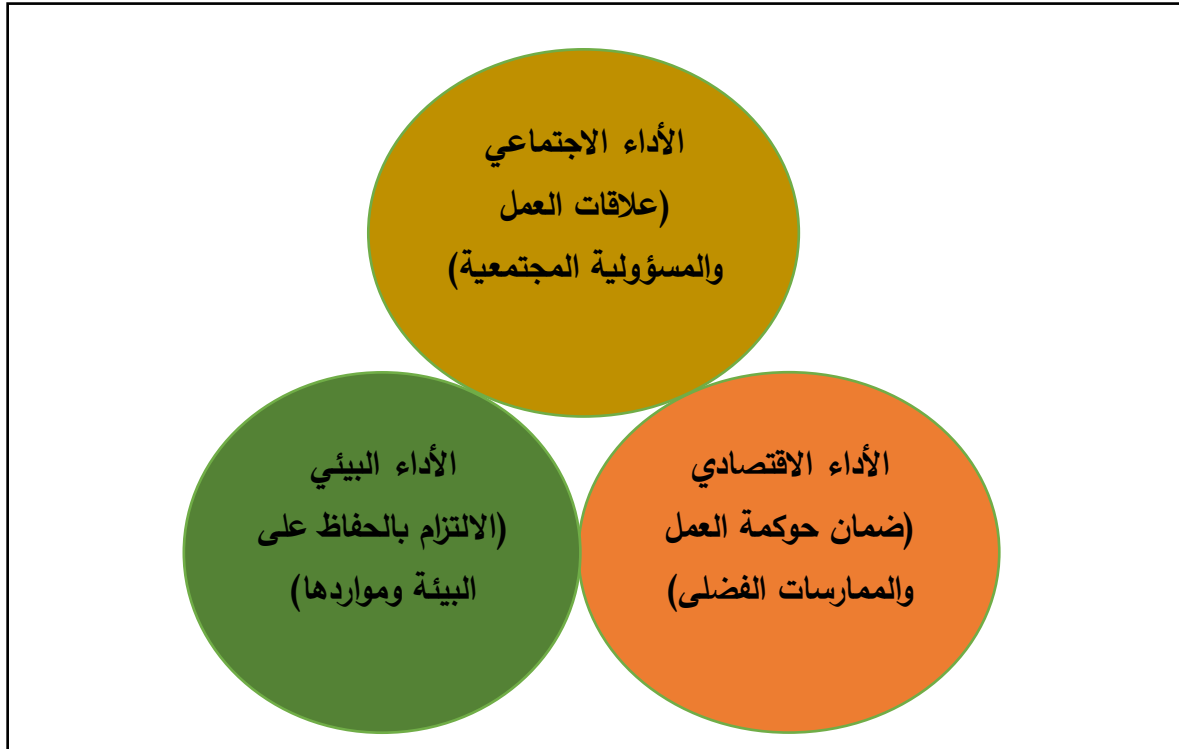 الأداء الاجتماعي
(علاقات العمل
والمسؤولية المجتمعية)
الأداء الاقتصادي
(ضمان حوكمة العمل
والممارسات الفضلى)
الأداء البيئي
(الالتزام بالحفاظ على
البيئة ومواردها)